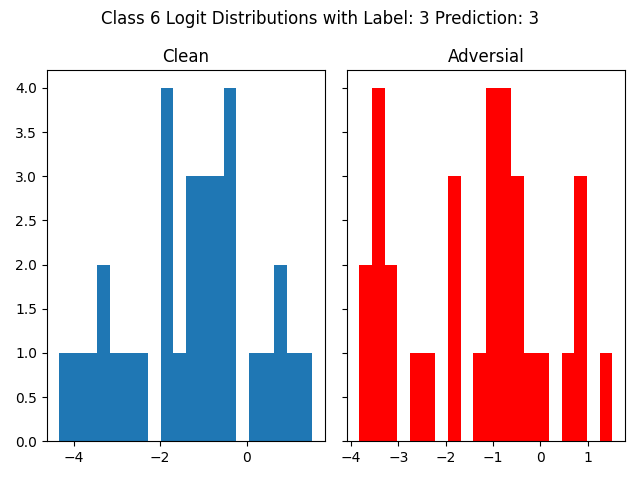 Class 6 Logit Distributions with Label: 3 Prediction: 3
Clean
Adversial
4.0
3.5
3.0
2.5
2.0
1.5
1.0
0.5
0.0
−4 −2 0
−4 −3 −2 −1 0 1